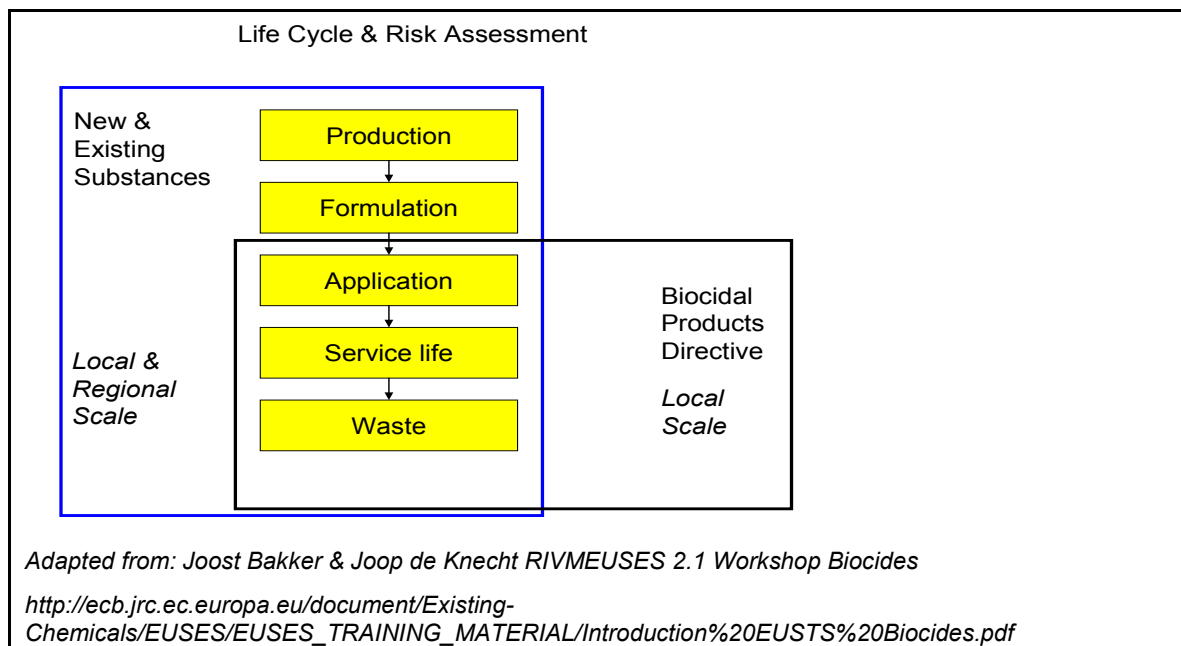 Life Cycle & Risk Assessment
New &
Existing
Substances
Production
Formulation
Application
Service life
Waste
Local &
Regional
Scale
Biocidal
Products
Directive
Local
Scale
Adapted from: Joost Bakker & Joop de Knecht RIVMEUSES 2.1 Workshop Biocides
http://ecb.jrc.ec.europa.eu/document/Existing-
Chemicals/EUSES/EUSES_TRAINING_MATERIAL/Introduction%20EUSTS%20Biocides.pdf